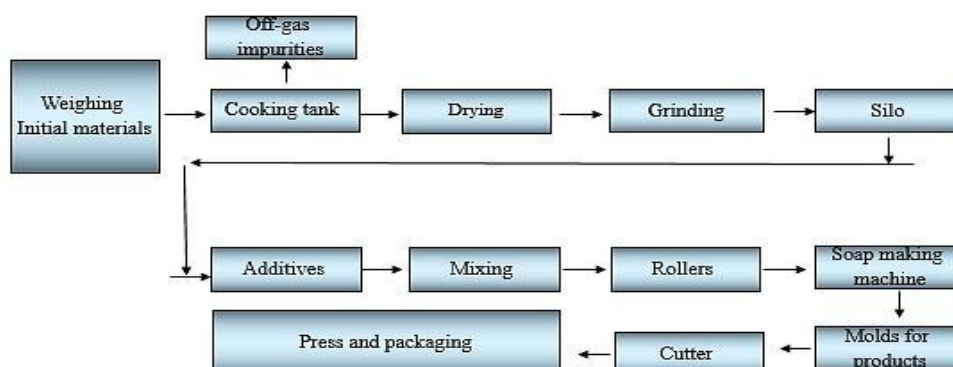 Off-gas
impurities
Weighing
Initial materials
Cooking tank
Drying
Grinding
Silo
Additives
Mixing
Rollers
Soap making
machine
Press and packaging
Cutter
Molds for
products